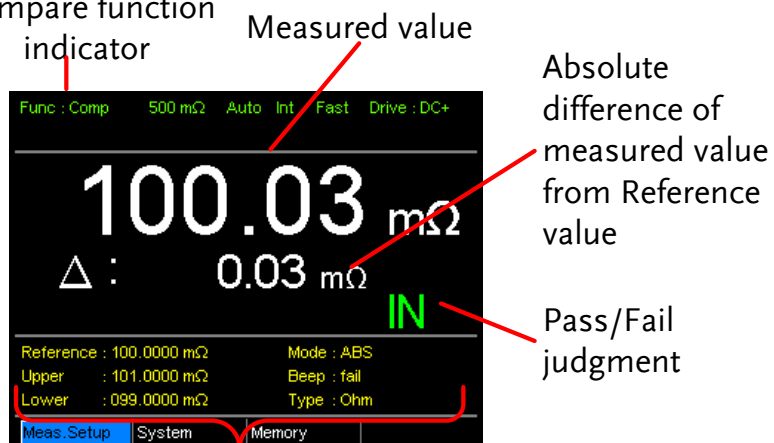 mpare function
indicator
Measured value
Absolute
difference of
measured value
from Reference
value
Pass/Fail
judgment
Func : Comp 500 mΩ Auto Int Fast Drive : DC+
100.03 mΩ
Δ : 0.03 mΩ
IN
Reference : 100.0000 mΩ Mode : ABS
Upper : 101.0000 mΩ Beep : fail
Lower : 099.0000 mΩ Type : Ohm
Meas.Setup System Memory